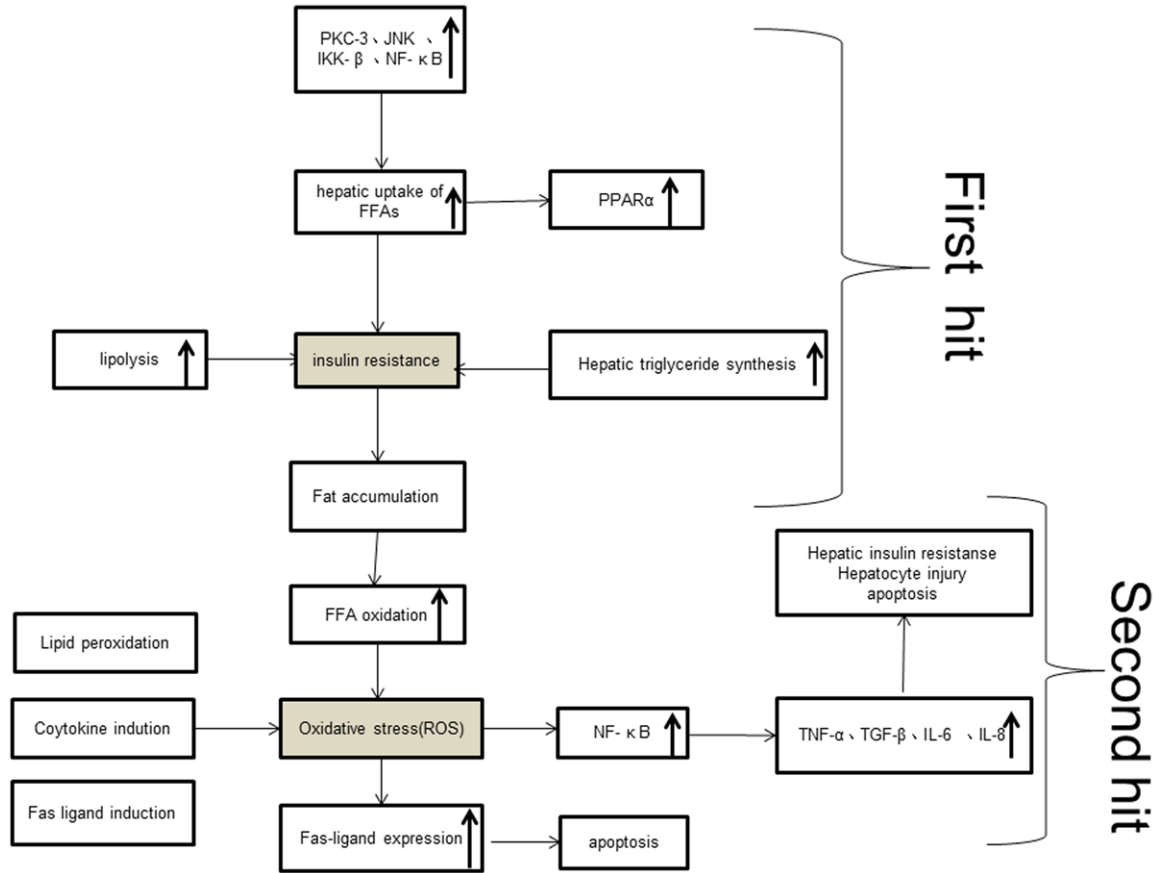 PKC-3、JNK 、
IKK- β 、NF- κ B
hepatic uptake of
FFAs
PPARα
First hit
lipolysis
insulin resistance
Hepatic triglyceride synthesis
Fat accumulation
Hepatic insulin resistanse
Hepatocyte injury
apoptosis
FFA oxidation
Lipid peroxidation
Second hit
Coytokine indution
Oxidative stress(ROS)
NF- κ B
TNF-α、TGF-β、IL-6 、IL-8
Fas ligand induction
Fas-ligand expression
apoptosis